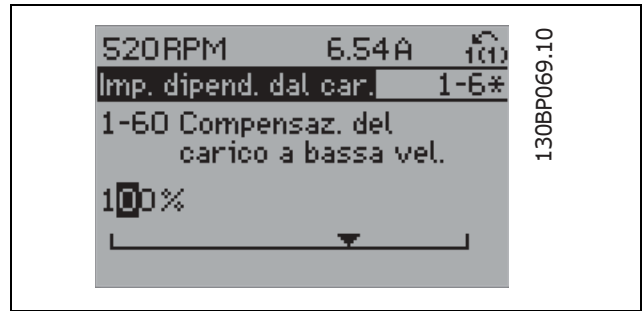 520RPM 6.54A 1(1)
Imp. dipend. dal car. 1-6*
1-60 Compensaz. del
carico a bassa vel.
100%
130BP069.10